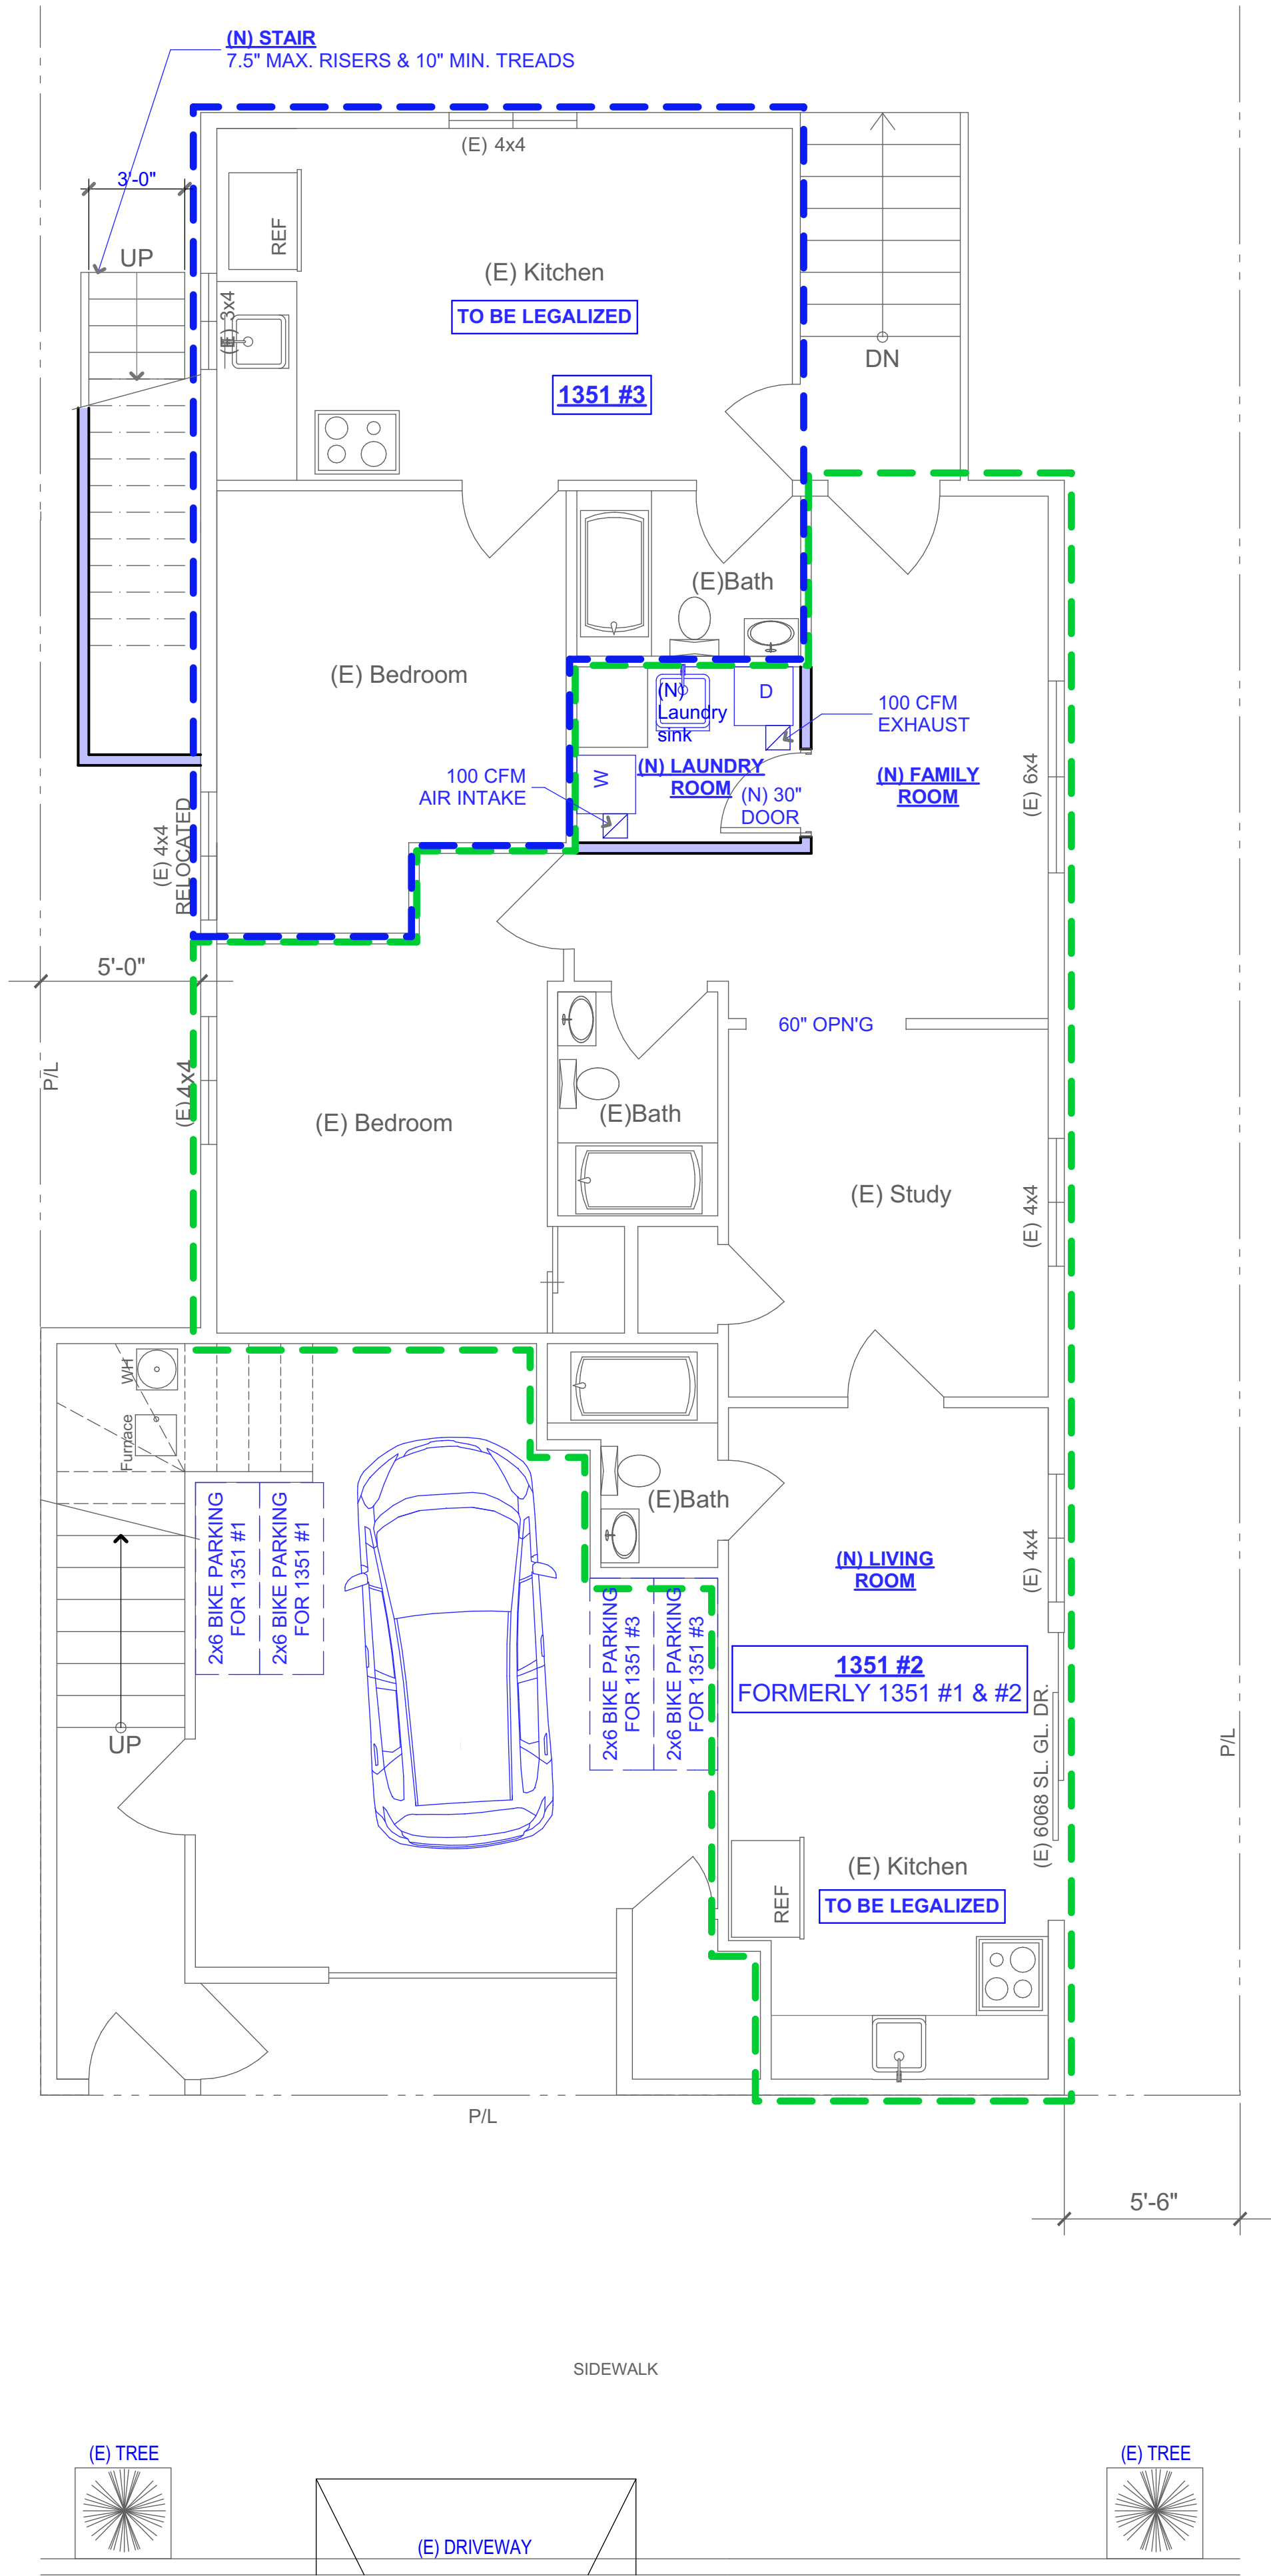 (N) STAIR
7.5" MAX. RISERS & 10" MIN. TREADS
(E) 4x4
3'-0"
REF
UP
(E) Kitchen
(E) 3x4
TO BE LEGALIZED
DN
1351 #3
(E)Bath
(E) Bedroom
(N)
Laundry
sink
D
100 CFM
EXHAUST
100 CFM
AIR INTAKE
W
(N) LAUNDRY
ROOM
(N) 30"
DOOR
(N) FAMILY
ROOM
(E) 6x4
(E) 4x4
RELOCATED
5'-0"
60" OPN'G
P/L
(E) 4x4
(E) Bedroom
(E)Bath
(E) Study
(E) 4x4
WH
Furnace
2x6 BIKE PARKING
FOR 1351 #1
2x6 BIKE PARKING
FOR 1351 #1
(E)Bath
(N) LIVING
ROOM
(E) 4x4
2x6 BIKE PARKING
FOR 1351 #3
2x6 BIKE PARKING
FOR 1351 #3
1351 #2
FORMERLY 1351 #1 & #2
UP
P/L
(E) 6068 SL. GL. DR.
(E) Kitchen
REF
TO BE LEGALIZED
P/L
5'-6"
SIDEWALK
(E) TREE
(E) TREE
(E) DRIVEWAY